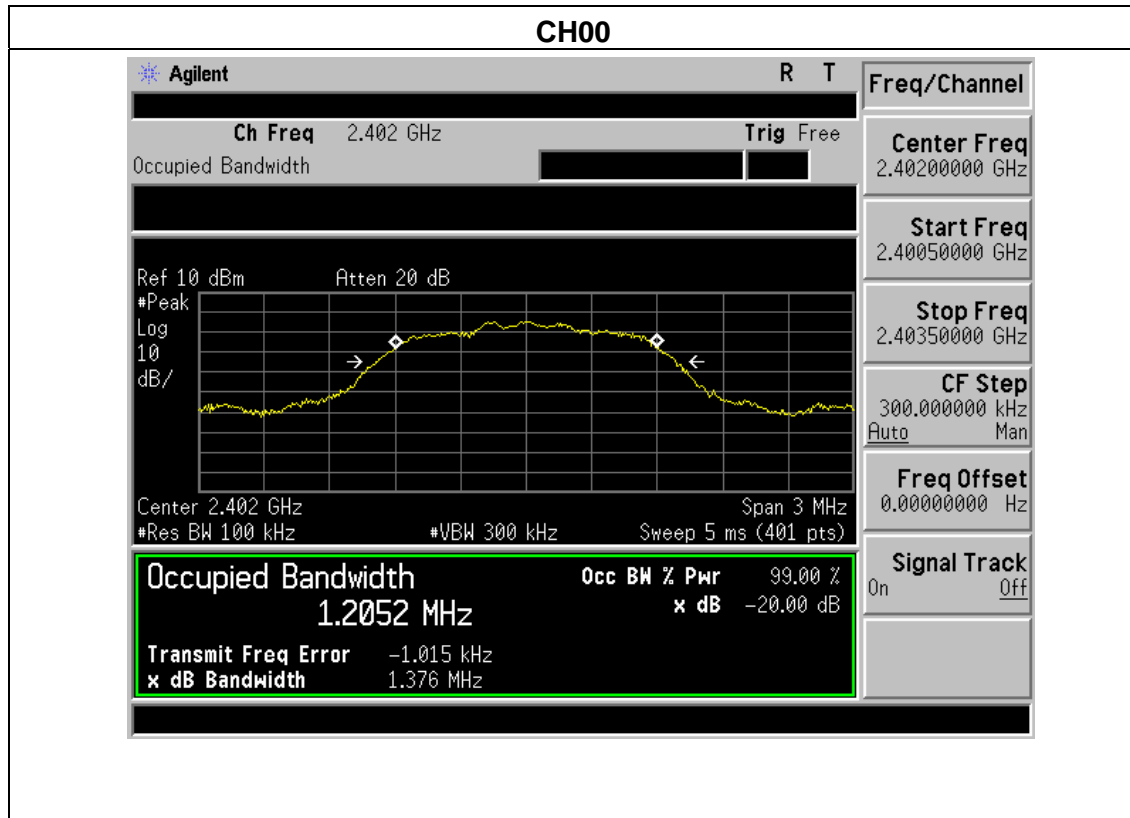 CH00
Agilent R T
Freq/Channel
Ch Freq 2.402 GHz Trig Free
Occupied Bandwidth
Center Freq
2.40200000 GHz
Start Freq
2.40050000 GHz
Ref 10 dBm Atten 20 dB
#Peak
Log
10
dB/
Stop Freq
2.40350000 GHz
CF Step
300.000000 kHz
Auto Man
Freq Offset
0.00000000 Hz
Center 2.402 GHz Span 3 MHz
#Res BW 100 kHz #VBW 300 kHz Sweep 5 ms (401 pts)
Signal Track
On Off
Occupied Bandwidth Occ BW % Pwr 99.00 %
1.2052 MHz x dB -20.00 dB
Transmit Freq Error -1.015 kHz
x dB Bandwidth 1.376 MHz